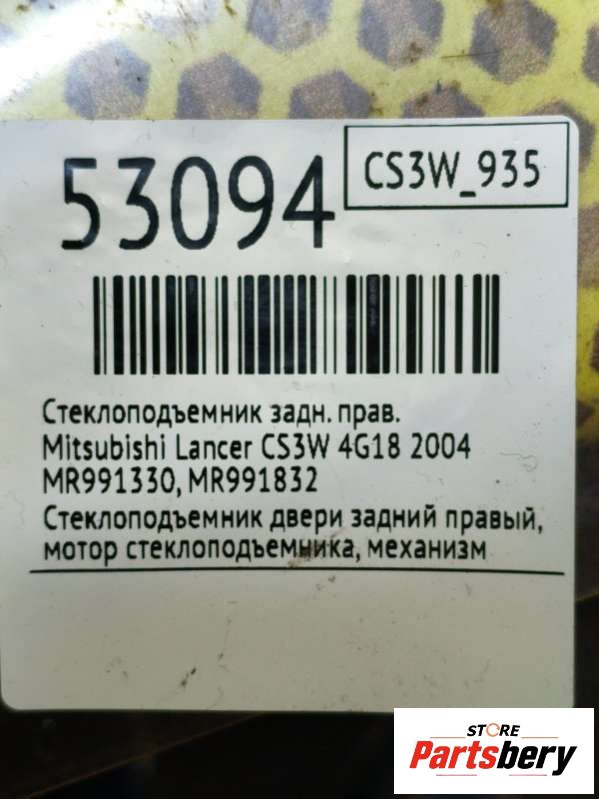 53094
CS3W_935
Стеклоподъемник задн. прав.
Mitsubishi Lancer CS3W 4G18 2004
MR991330, MR991832
Стеклоподъемник двери задний правый,
мотор стеклоподъемника, механизм
STORE
Partsbery